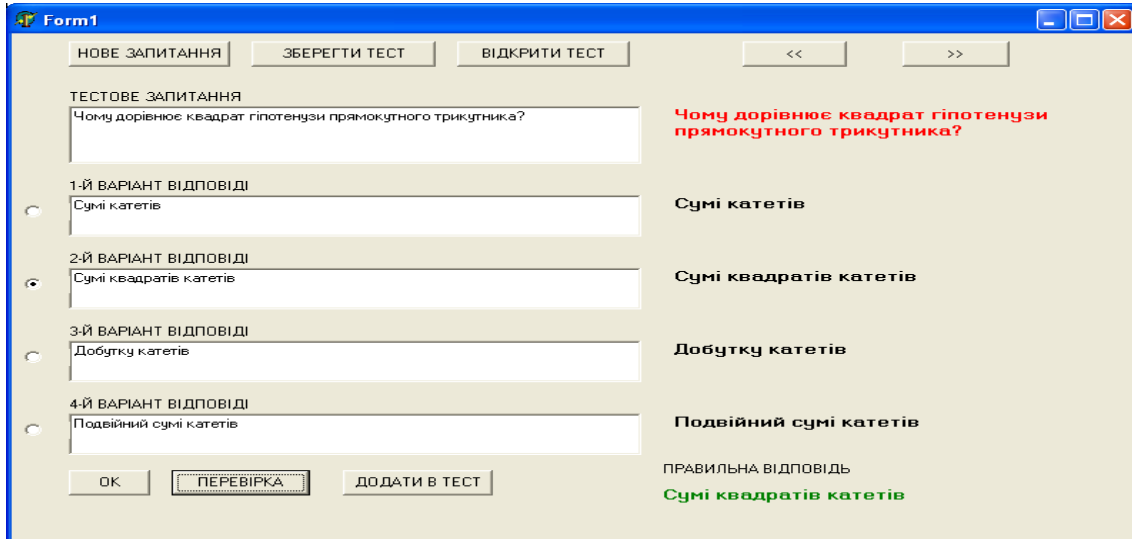 Form1
НОВЕ ЗАПИТАННЯ ЗБЕРЕГТИ ТЕСТ ВІДКРИТИ ТЕСТ << >>
ТЕСТОВЕ ЗАПИТАННЯ
Чому дорівнює квадрат гіпотенузи прямокутного трикутника?
Чому дорівнює квадрат гіпотенузи
прямокутного трикутника?
1-Й ВАРІАНТ ВІДПОВІДІ
Сумі катетів
Сумі катетів
2-Й ВАРІАНТ ВІДПОВІДІ
Сумі квадратів катетів
Сумі квадратів катетів
3-Й ВАРІАНТ ВІДПОВІДІ
Добутку катетів
Добутку катетів
4-Й ВАРІАНТ ВІДПОВІДІ
Подвійний сумі катетів
Подвійний сумі катетів
ОК ПЕРЕВІРКА ДОДАТИ В ТЕСТ
ПРАВИЛЬНА ВІДПОВІДЬ
Сумі квадратів катетів